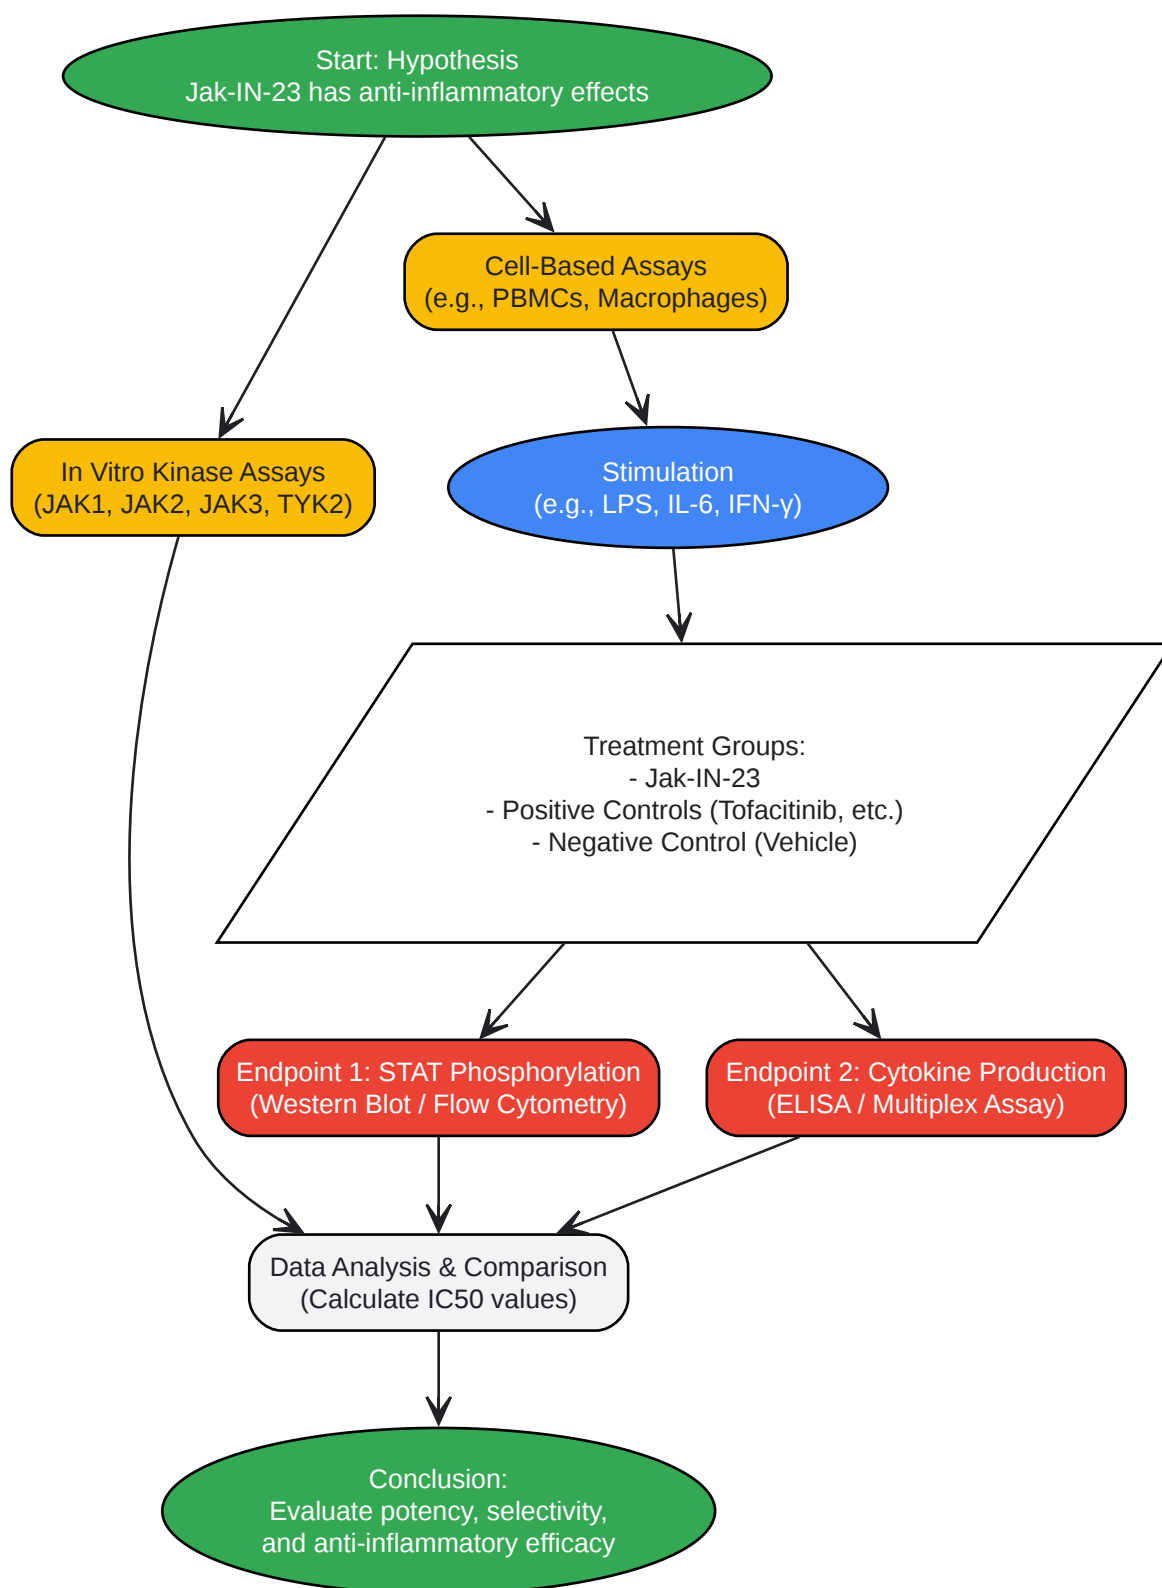 Start: Hypothesis
Jak-IN-23 has anti-inflammatory effects
Cell-Based Assays
(e.g., PBMCs, Macrophages)
In Vitro Kinase Assays
(JAK1, JAK2, JAK3, TYK2)
Stimulation
(e.g., LPS, IL-6, IFN-γ)
Treatment Groups:
- Jak-IN-23
- Positive Controls (Tofacitinib, etc.)
- Negative Control (Vehicle)
Endpoint 1: STAT Phosphorylation
(Western Blot / Flow Cytometry)
Endpoint 2: Cytokine Production
(ELISA / Multiplex Assay)
Data Analysis & Comparison
(Calculate IC50 values)
Conclusion:
Evaluate potency, selectivity,
and anti-inflammatory efficacy